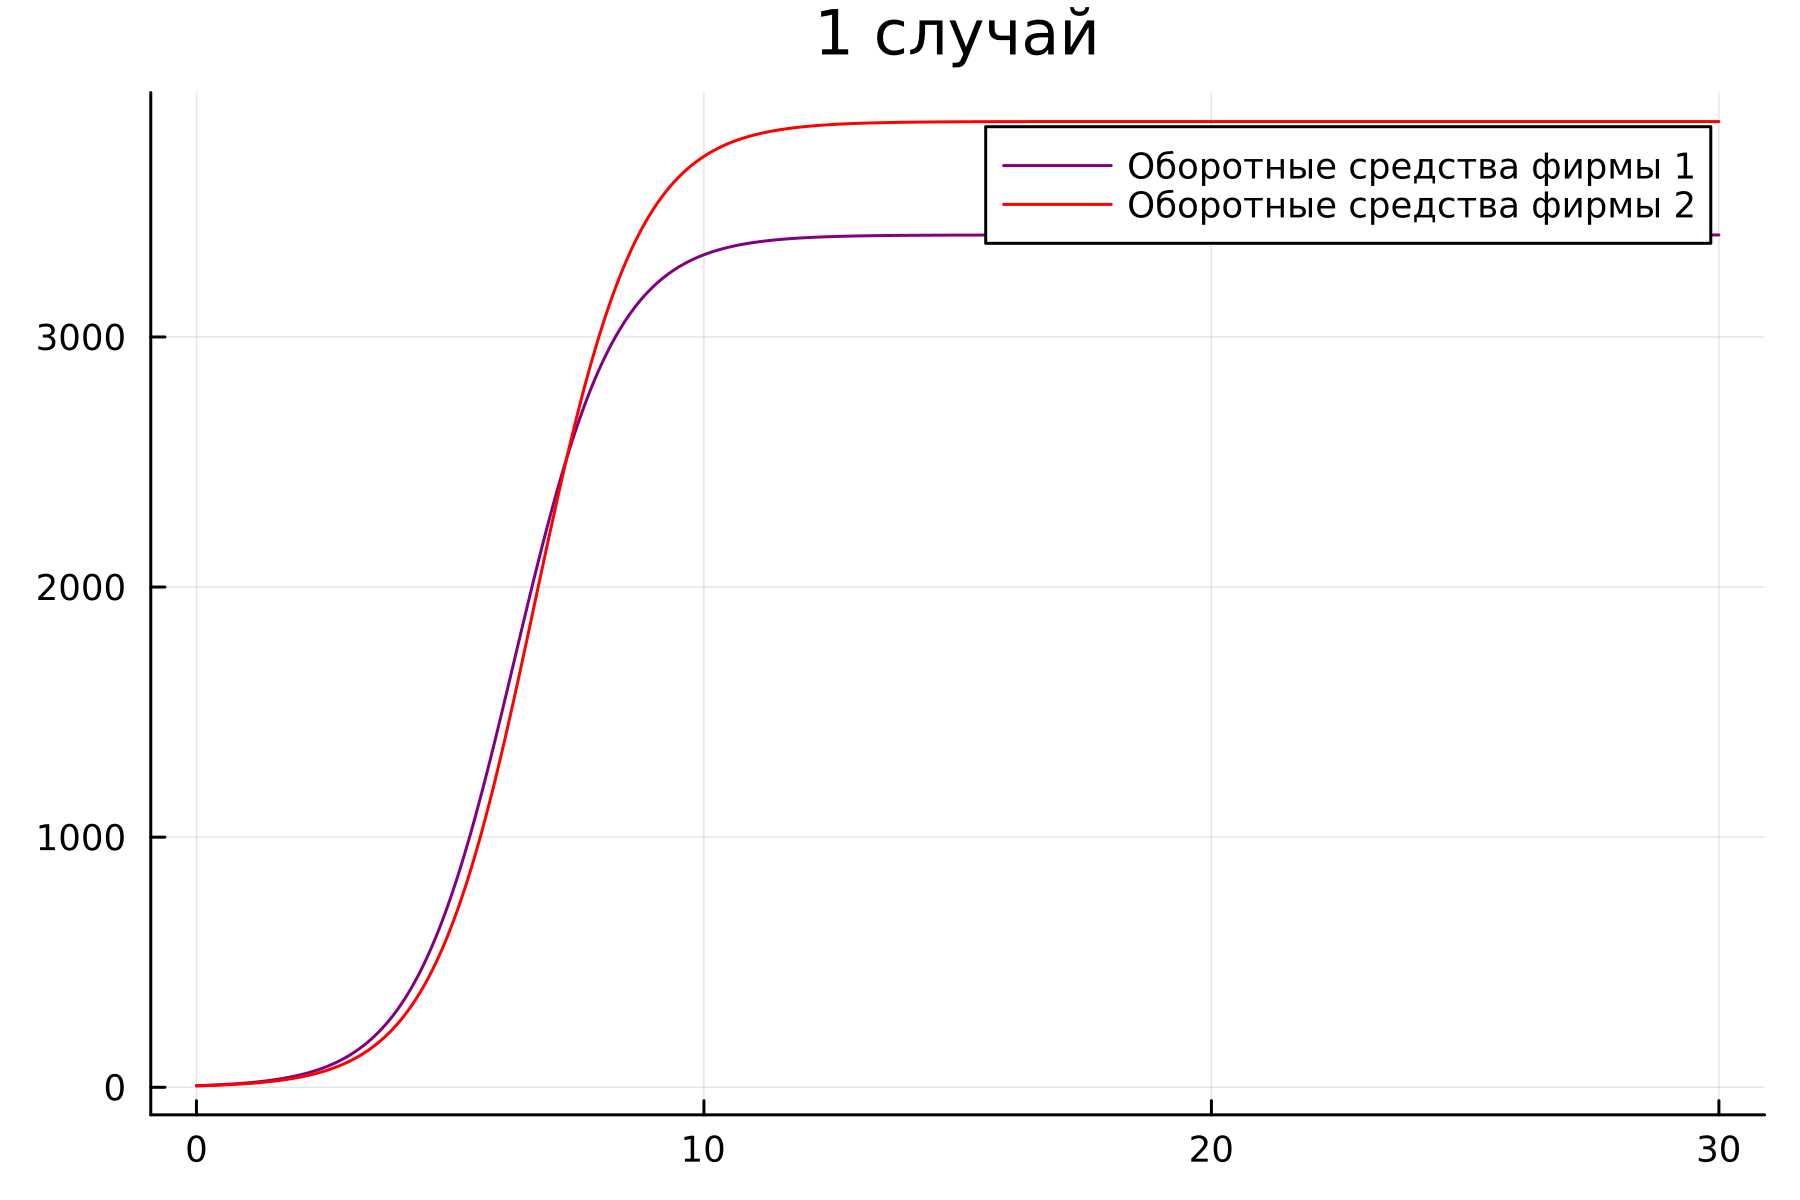 1 случай
Оборотные средства фирмы 1
Оборотные средства фирмы 2
3000
2000
1000
0
0 10 20 30